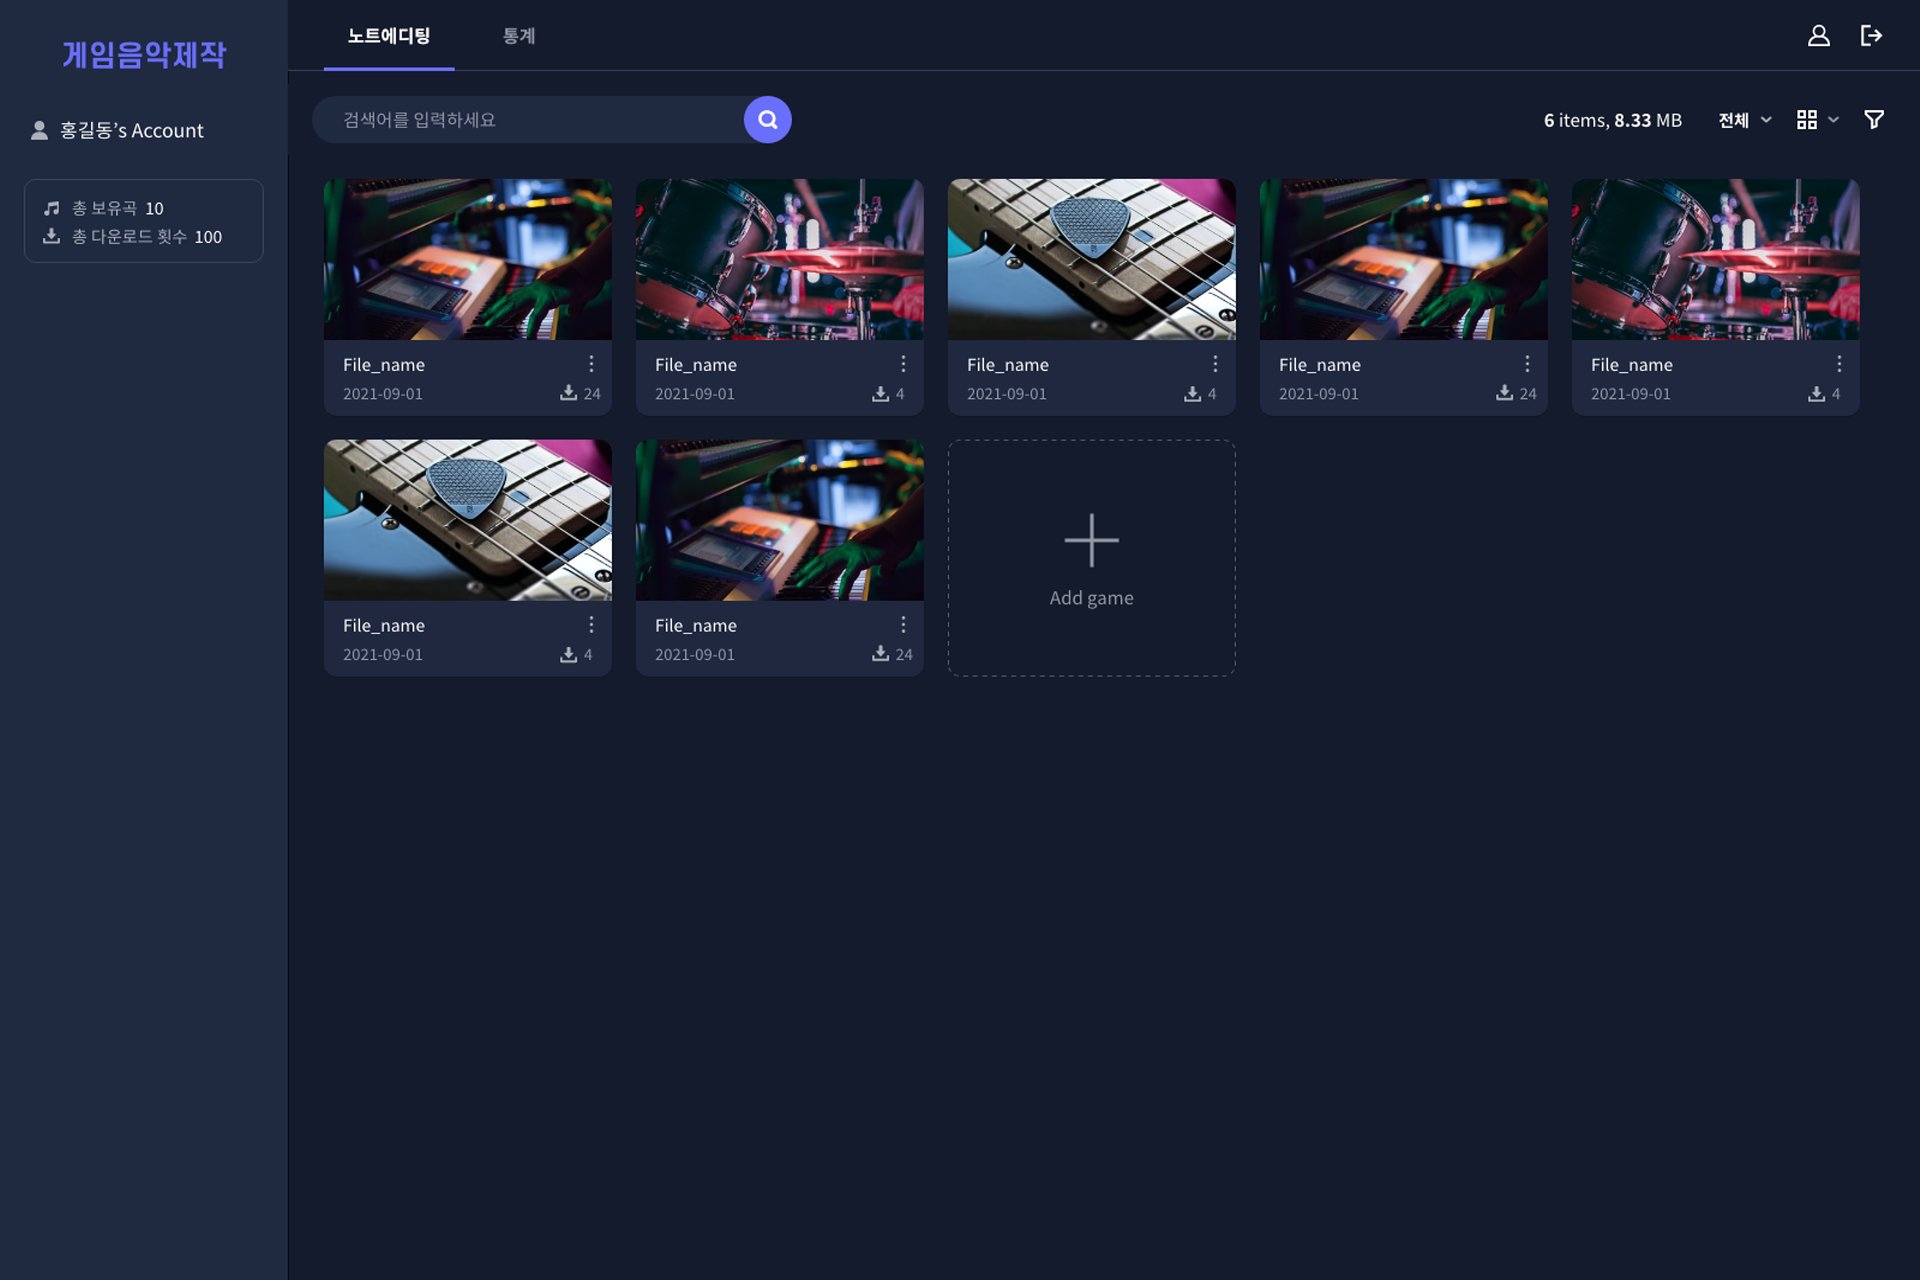 게임음악제작
홍길동’s Account
총 보유곡 10
총 다운로드 횟수 100
노트에디팅
통계
검색어를 입력하세요
6 items, 8.33 MB
전체
File_name
2021-09-01
24
File_name
2021-09-01
4
File_name
2021-09-01
4
File_name
2021-09-01
24
File_name
2021-09-01
4
File_name
2021-09-01
4
File_name
2021-09-01
24
Add game